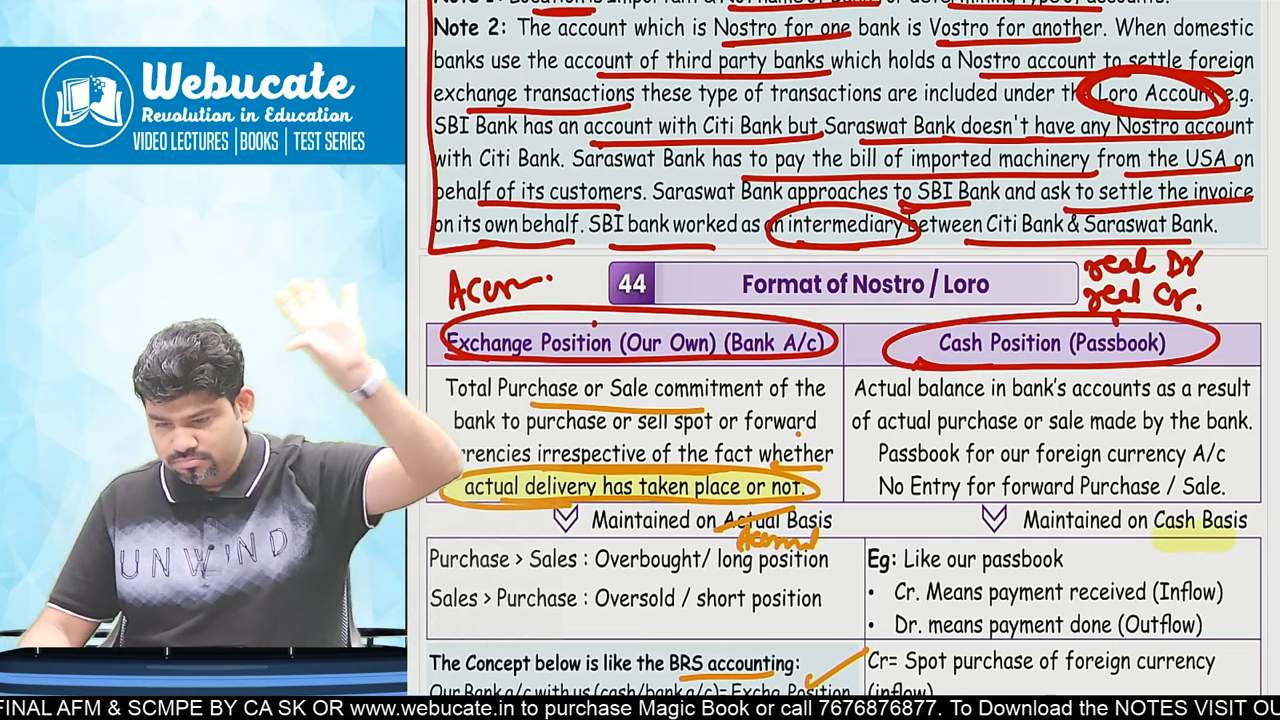 Webucate
Revolution in Education
VIDEO LECTURES | BOOKS | TEST SERIES
UNWIND
Note 2: The account which is Nostro for one bank is Vostro for another. When domestic
banks use the account of third party banks which holds a Nostro account to settle foreign
exchange transactions these type of transactions are included under the Loro Account e.g.
SBI Bank has an account with Citi Bank but Saraswat Bank doesn't have any Nostro account
with Citi Bank. Saraswat Bank has to pay the bill of imported machinery from the USA on
behalf of its customers. Saraswat Bank approaches to SBI Bank and ask to settle the invoice
on its own behalf. SBI bank worked as an intermediary between Citi Bank & Saraswat Bank.
real Dr
real Cr.
44 Format of Nostro / Loro
Exchange Position (Our Own) (Bank A/c)
Total Purchase or Sale commitment of the
bank to purchase or sell spot or forward
irrespective of the fact whether
actual delivery has taken place or not.
Maintained on Actual Basis
Purchase > Sales : Overbought/ long position
Sales > Purchase : Oversold / short position
The Concept below is like the BRS accounting:
Our Bank a/c with us (cash/bank a/c)= Excha Position
Cash Position (Passbook)
Actual balance in bank's accounts as a result
of actual purchase or sale made by the bank.
Passbook for our foreign currency A/c
No Entry for forward Purchase / Sale.
Maintained on Cash Basis
Eg: Like our passbook
• Cr. Means payment received (Inflow)
• Dr. means payment done (Outflow)
Cr= Spot purchase of foreign currency
(inflow)
FINAL AFM & SCMPE BY CA SK OR www.webucate.in to purchase Magic Book or call 7676876877. To Download the NOTES VISIT OU